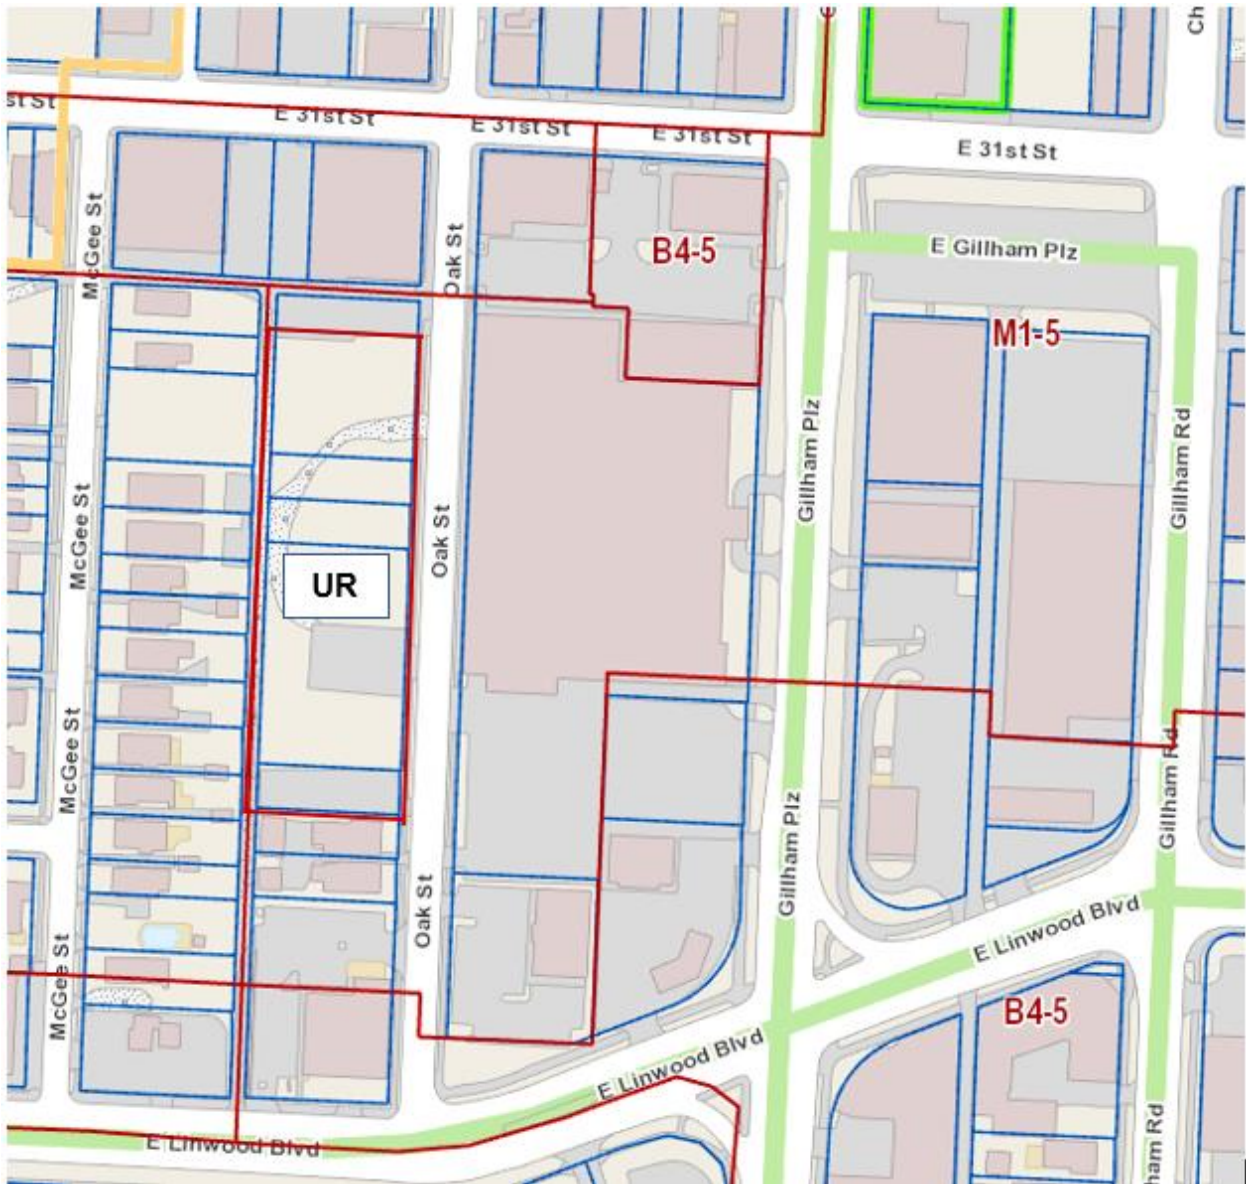 st St
E 31st St
E 31st St
E 31st St
E 31st St
McGee St
Oak St
B4-5
E Gillham Plz
M1-5
Gillham Plz
Gillham Rd
McGee St
Oak St
UR
McGee St
Gillham Plz
Gillham Rd
Oak St
McGee St
E Linwood Blvd
B4-5
E Linwood Blvd
E Linwood Blvd
ham Rd
Ch